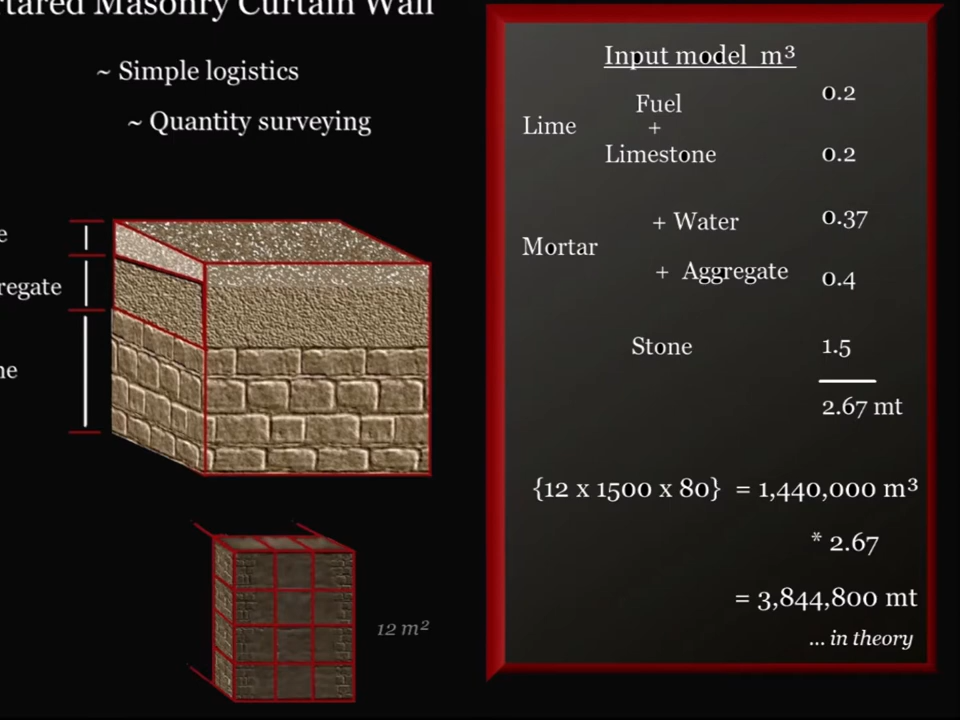 rtared Masonry Curtain Wall
~ Simple logistics
~ Quantity surveying
e
regate
ne
12 m²
Input model m³
Fuel 0.2
Lime +
Limestone 0.2
+ Water 0.37
Mortar
+ Aggregate 0.4
Stone 1.5
2.67 mt
{12 x 1500 x 80} = 1,440,000 m³
* 2.67
= 3,844,800 mt
... in theory